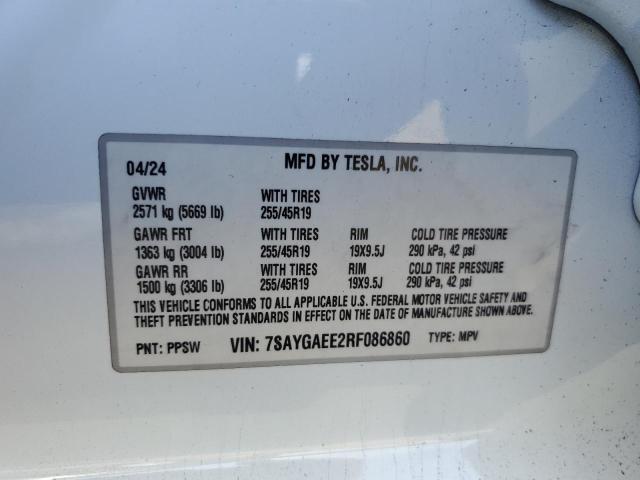 04/24 MFD BY TESLA, INC.
GVWR WITH TIRES
2571 kg (5669 lb) 255/45R19
GAWR FRT WITH TIRES RIM COLD TIRE PRESSURE
1363 kg (3004 lb) 255/45R19 19X9.5J 290 kPa, 42 psi
GAWR RR WITH TIRES RIM COLD TIRE PRESSURE
1500 kg (3306 lb) 255/45R19 19X9.5J 290 kPa, 42 psi
THIS VEHICLE CONFORMS TO ALL APPLICABLE U.S. FEDERAL MOTOR VEHICLE SAFETY AND
THEFT PREVENTION STANDARDS IN EFFECT ON THE DATE OF MANUFACTURE SHOWN ABOVE.
PNT: PPSW VIN: 7SAYGAEE2RF086860 TYPE: MPV